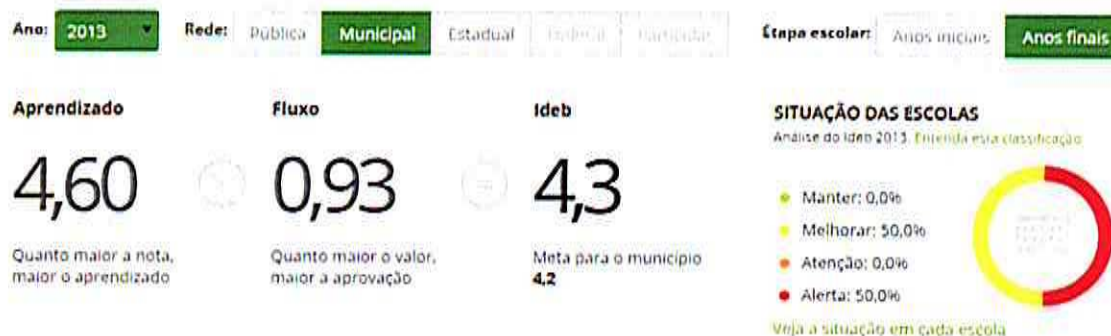 Ano: 2013 Rede: Pública Municipal Estadual Federal Particular Etapa escolar: Anos iniciais Anos finais
Aprendizado
4,60
Quanto maior a nota,
maior o aprendizado
Fluxo
0,93
Quanto maior o valor,
maior a aprovação
Ideb
4,3
Meta para o município
4,2
SITUAÇÃO DAS ESCOLAS
Análise do Ideb 2013. Entenda esta classificação
Manter: 0,0%
Melhorar: 50,0%
Atenção: 0,0%
Alerta: 50,0%
Veja a situação em cada escola